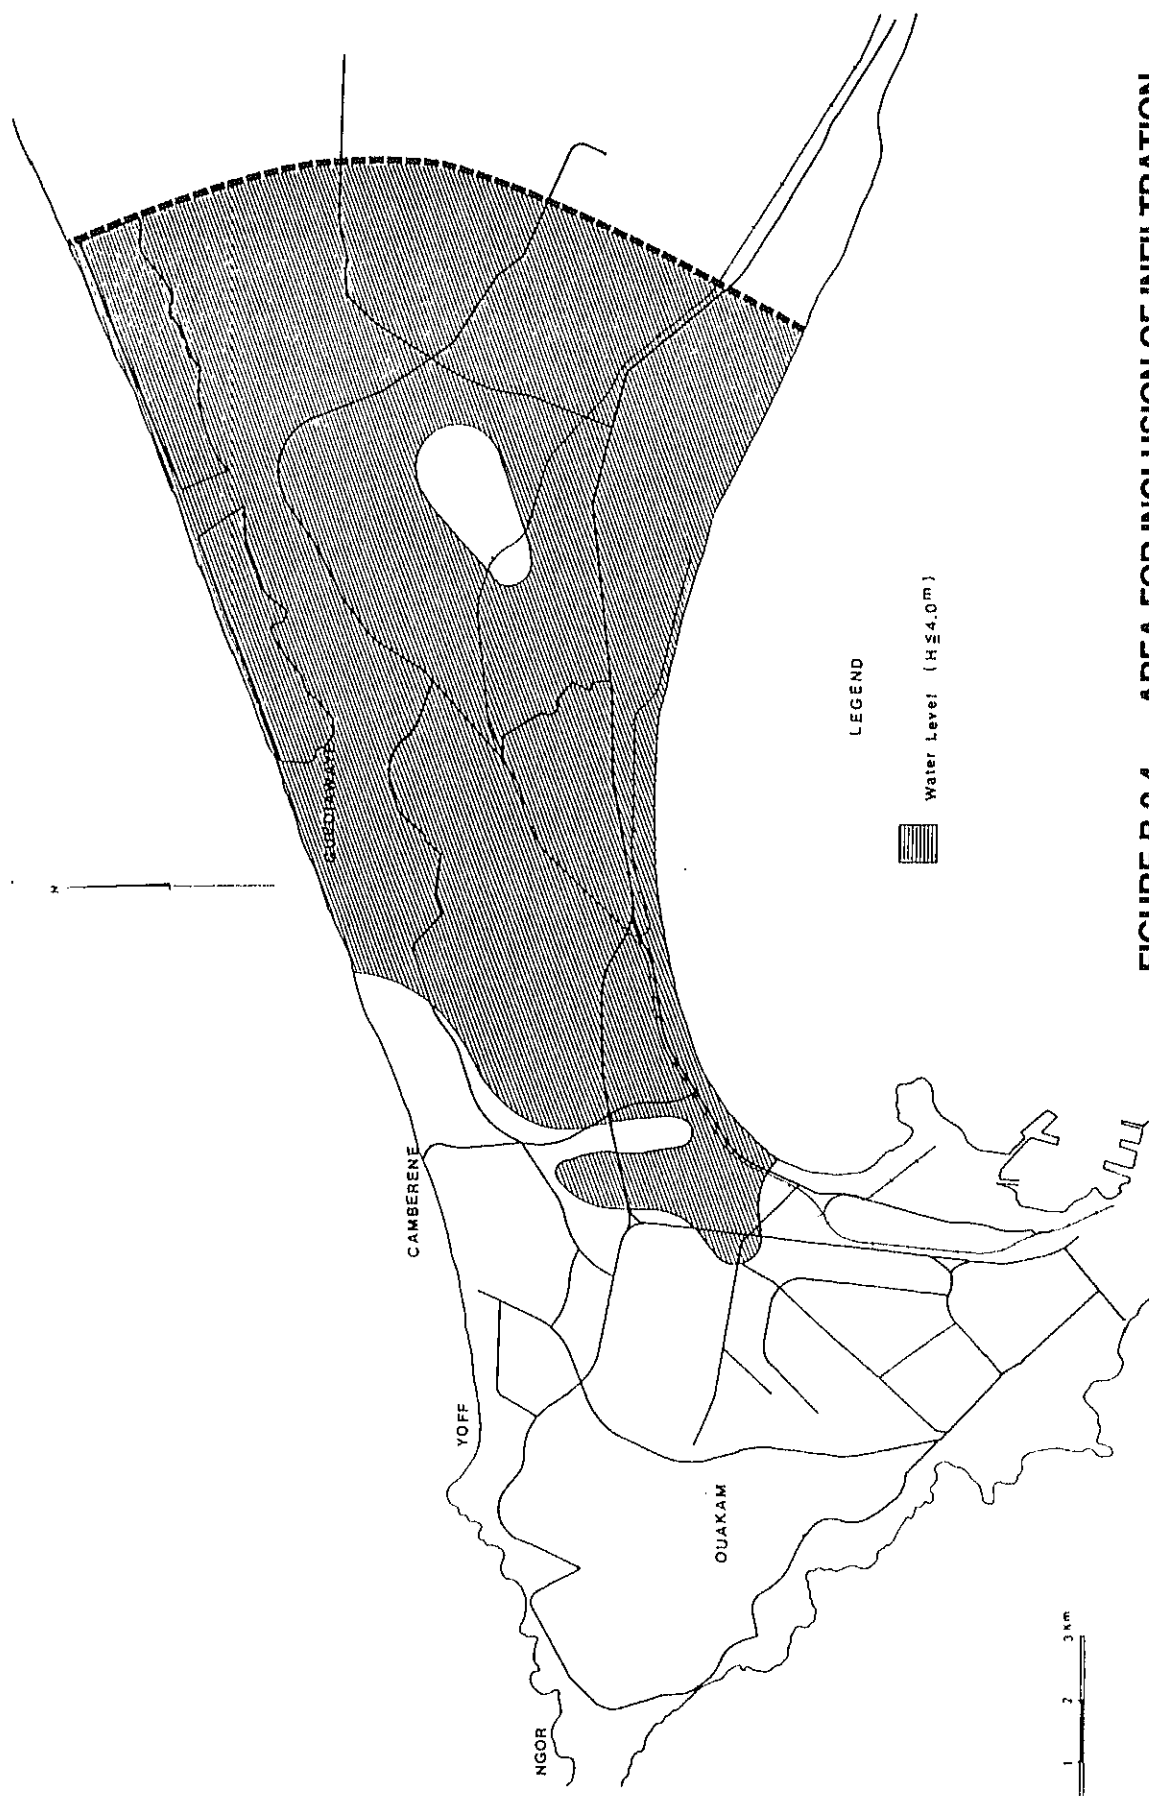 N
GUEDIAWAYE
CAMBERENE
YOFF
NGOR
OUAKAM
LEGEND
Water Level (H≦4.0m)
1 2 3 Km
FIGURE B.2.4 AREA FOR INCLUSION OF INFILTRATION